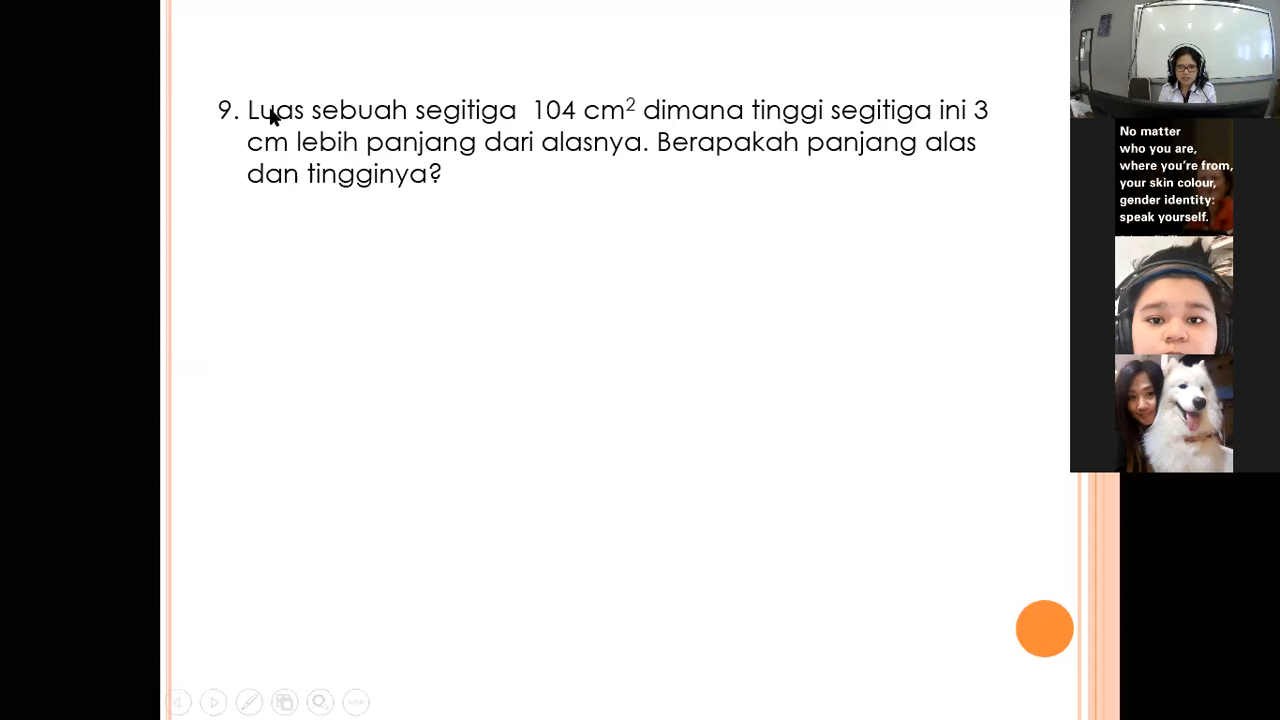 9. Luas sebuah segitiga 104 cm² dimana tinggi segitiga ini 3
cm lebih panjang dari alasnya. Berapakah panjang alas
dan tingginya?
No matter
who you are,
where you're from,
your skin colour,
gender identity:
speak yourself.